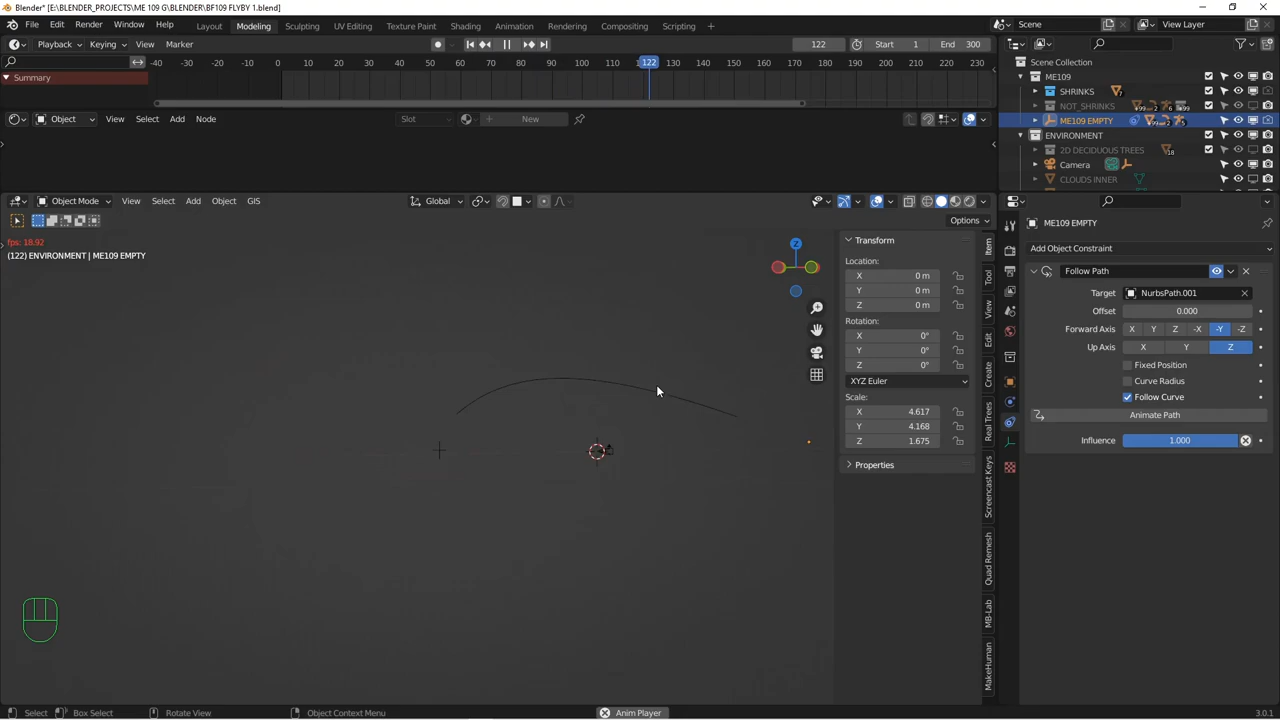 Blender* [E:\BLENDER_PROJECTS\ME 109 G\BLENDER\BF109 FLYBY 1.blend]
File Edit Render Window Help Layout Modeling Sculpting UV Editing Texture Paint Shading Animation Rendering Compositing Scripting + Scene View Layer
Playback Keying View Marker 122 Start 1 End 300
-40 -30 -20 -10 0 10 20 30 40 50 60 70 80 90 100 110 122 130 140 150 160 170 180 190 200 210 220 230
Summary
Scene Collection
ME109
SHRINKS
NOT_SHRINKS
ME109 EMPTY
ENVIRONMENT
2D DECIDUOUS TREES
Camera
CLOUDS INNER
Object View Select Add Node Slot New
Object Mode View Select Add Object GIS Global
Options
fps: 18.92
(122) ENVIRONMENT | ME109 EMPTY
Z
Transform
Location:
X 0 m
Y 0 m
Z 0 m
Rotation:
X 0°
Y 0°
Z 0°
XYZ Euler
Scale:
X 4.617
Y 4.168
Z 1.675
Properties
Item
Tool
View
Edit
Create
Real Trees
Screencast Keys
Quad Remesh
MB-Lab
MakeHuman
ME109 EMPTY
Add Object Constraint
Follow Path
Target NurbsPath.001
Offset 0.000
Forward Axis X Y Z -X -Y -Z
Up Axis X Y Z
Fixed Position
Curve Radius
Follow Curve
Animate Path
Influence 1.000
Select Box Select Rotate View Object Context Menu Anim Player 3.0.1